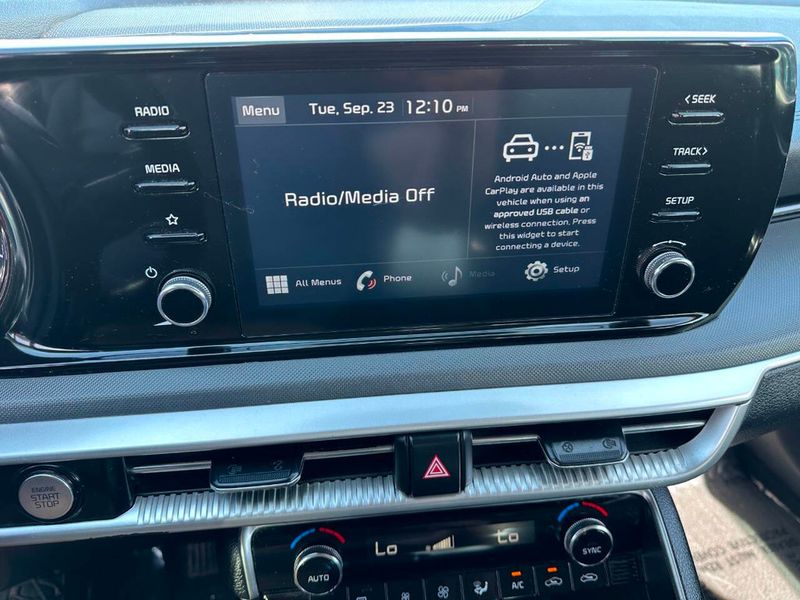 RADIO
MEDIA
Menu
Tue, Sep. 23 12:10 PM
Radio/Media Off
Android Auto and Apple
CarPlay are available in this
vehicle when using an
approved USB cable or
wireless connection. Press
this widget to start
connecting a device.
All Menus
Phone
Media
Setup
< SEEK
TRACK >
SETUP
ENGINE
START
STOP
Lo
Lo
AUTO
SYNC
A/C